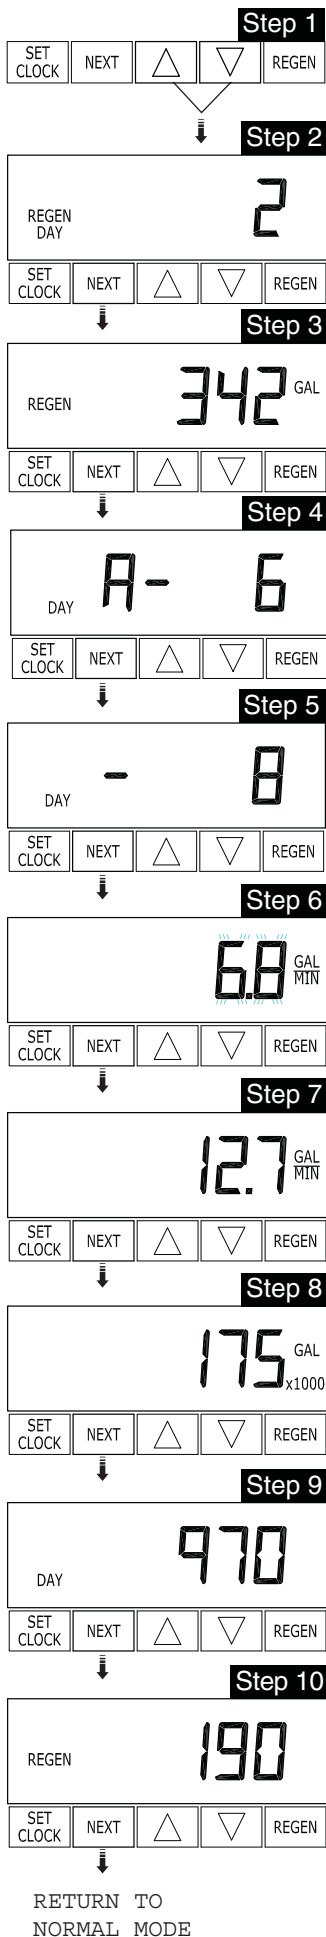 Step 1
SET CLOCK NEXT REGEN
Step 2
REGEN DAY 2
SET CLOCK NEXT REGEN
Step 3
REGEN 342 GAL
SET CLOCK NEXT REGEN
Step 4
DAY A- 6
SET CLOCK NEXT REGEN
Step 5
DAY - 8
SET CLOCK NEXT REGEN
Step 6
6.8 GAL MIN
SET CLOCK NEXT REGEN
Step 7
12.7 GAL MIN
SET CLOCK NEXT REGEN
Step 8
175 GAL x1000
SET CLOCK NEXT REGEN
Step 9
DAY 970
SET CLOCK NEXT REGEN
Step 10
REGEN 190
SET CLOCK NEXT REGEN
RETURN TO
NORMAL MODE